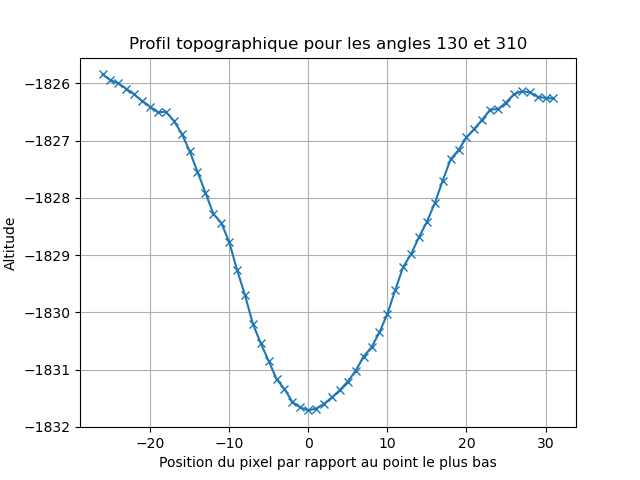 Profil topographique pour les angles 130 et 310
Altitude
−1826
−1827
−1828
−1829
−1830
−1831
−1832
−20 −10 0 10 20 30
Position du pixel par rapport au point le plus bas